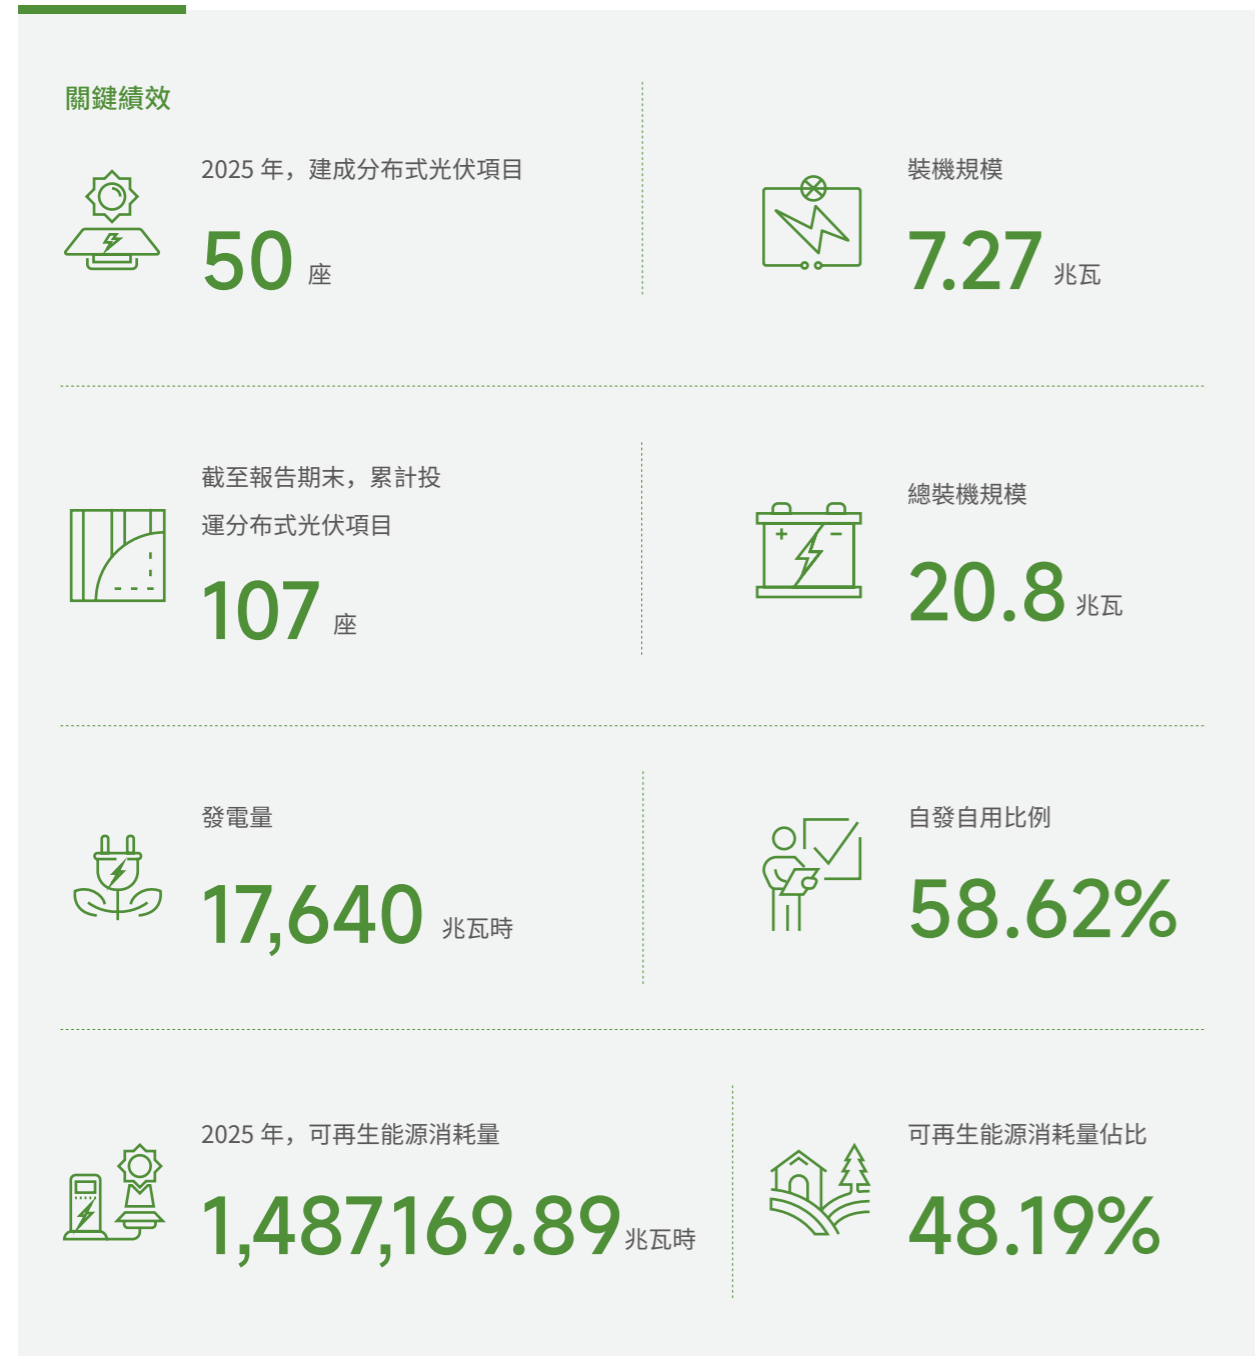 關鍵績效
2025 年，建成分布式光伏項目
50 座
裝機規模
7.27 兆瓦
截至報告期末，累計投
運分布式光伏項目
107 座
總裝機規模
20.8 兆瓦
發電量
17,640 兆瓦時
自發自用比例
58.62%
2025 年，可再生能源消耗量
1,487,169.89 兆瓦時
可再生能源消耗量佔比
48.19%